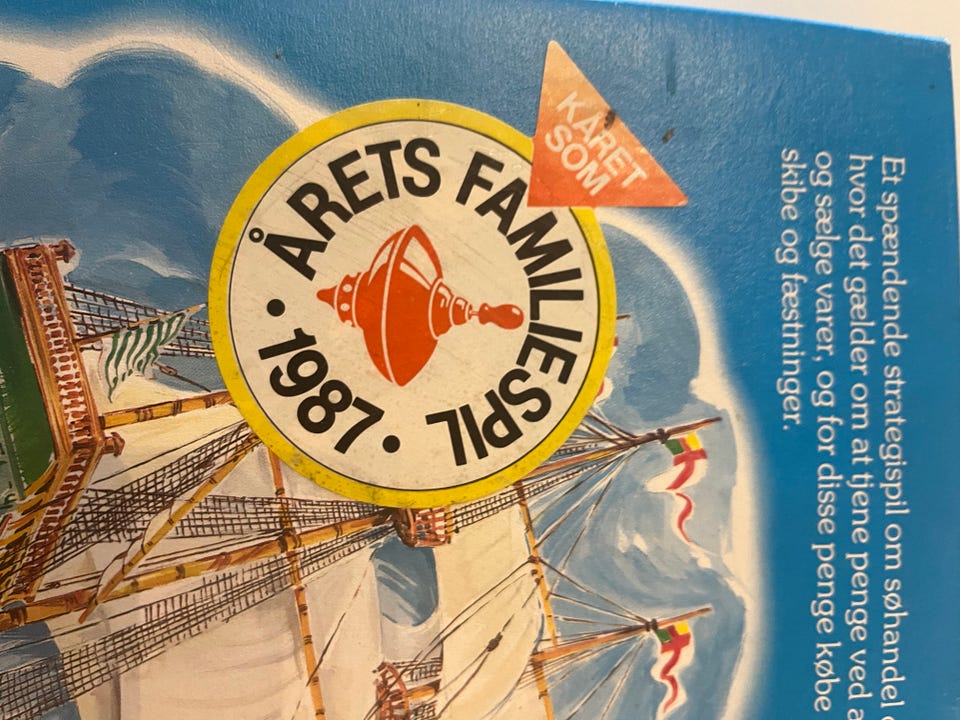 Et spændende strategispil om søhandel
hvor det gælder om at tjene penge ved
og sælge varer, og for disse penge købe
skibe og fæstninger.
KÅRET
SOM
ÅRETS FAMILIESPIL
• 1987 •